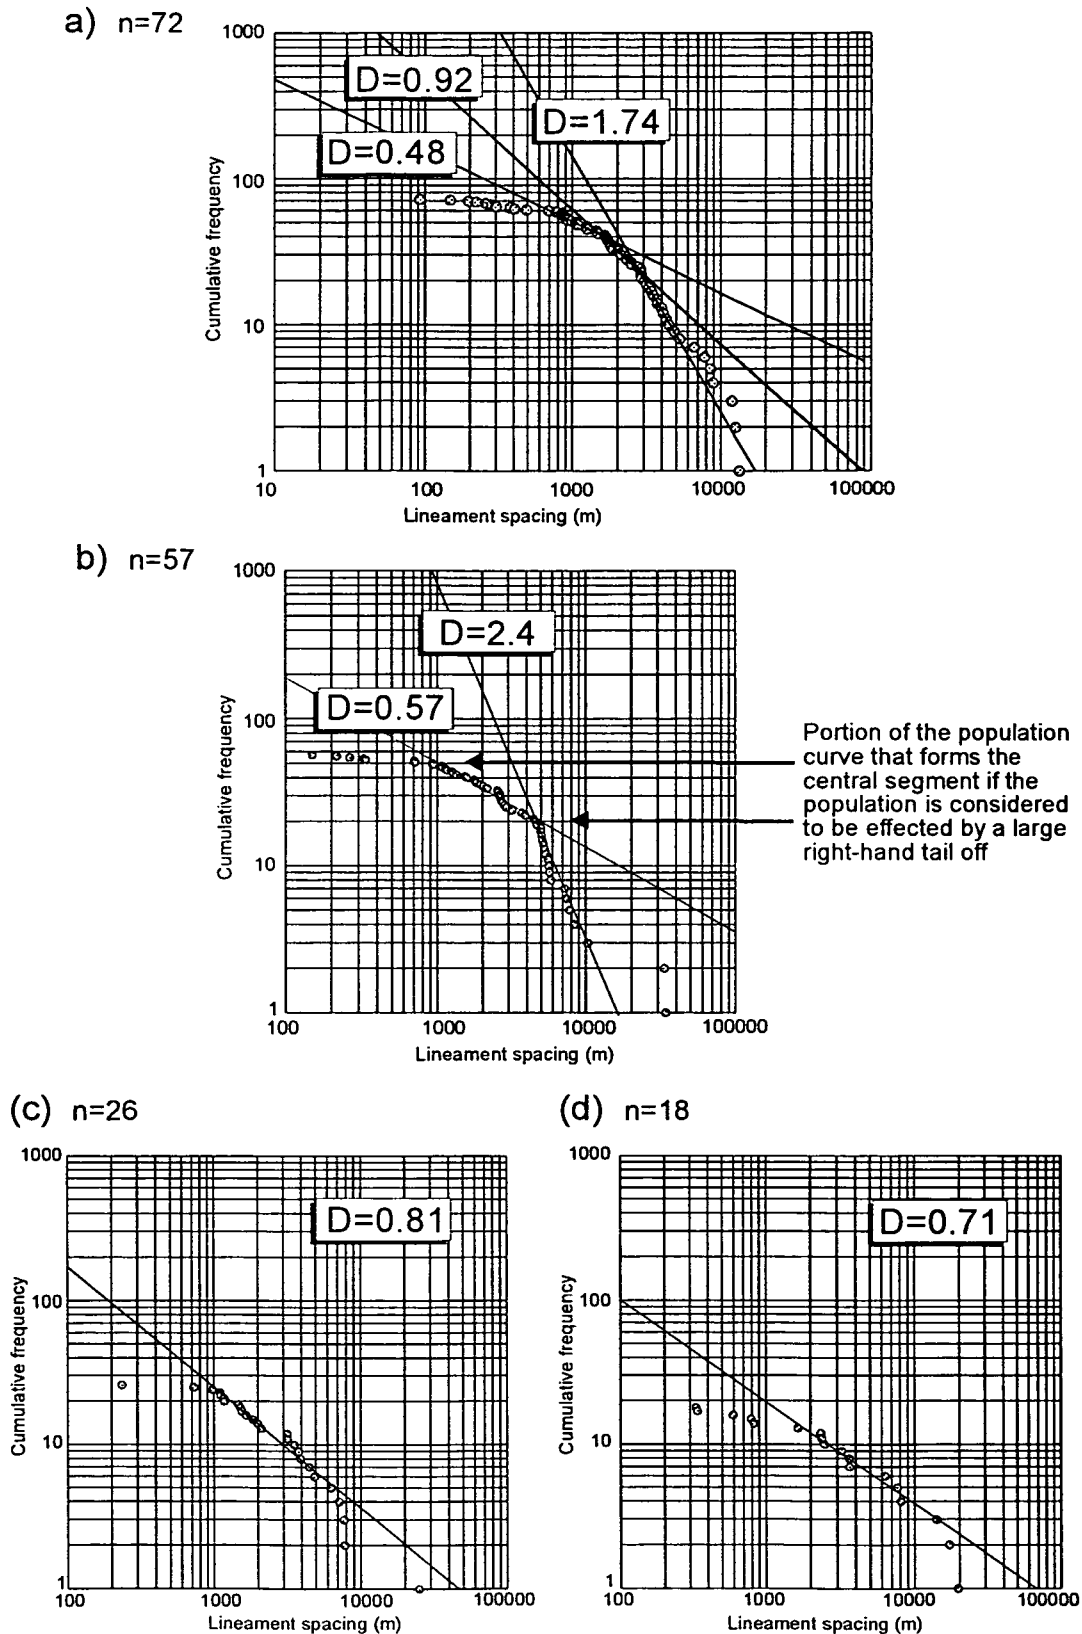 a) n=72
1000
D=0.92
D=1.74
D=0.48
100
10
1
Cumulative frequency
10 100 1000 10000 100000
Lineament spacing (m)
b) n=57
1000
D=2.4
D=0.57
100
10
1
Cumulative frequency
100 1000 10000 100000
Lineament spacing (m)
Portion of the population
curve that forms the
central segment if the
population is considered
to be effected by a large
right-hand tail off
(c) n=26
1000
D=0.81
100
10
1
Cumulative frequency
100 1000 10000 100000
Lineament spacing (m)
(d) n=18
1000
D=0.71
100
10
1
Cumulative frequency
100 1000 10000 100000
Lineament spacing (m)